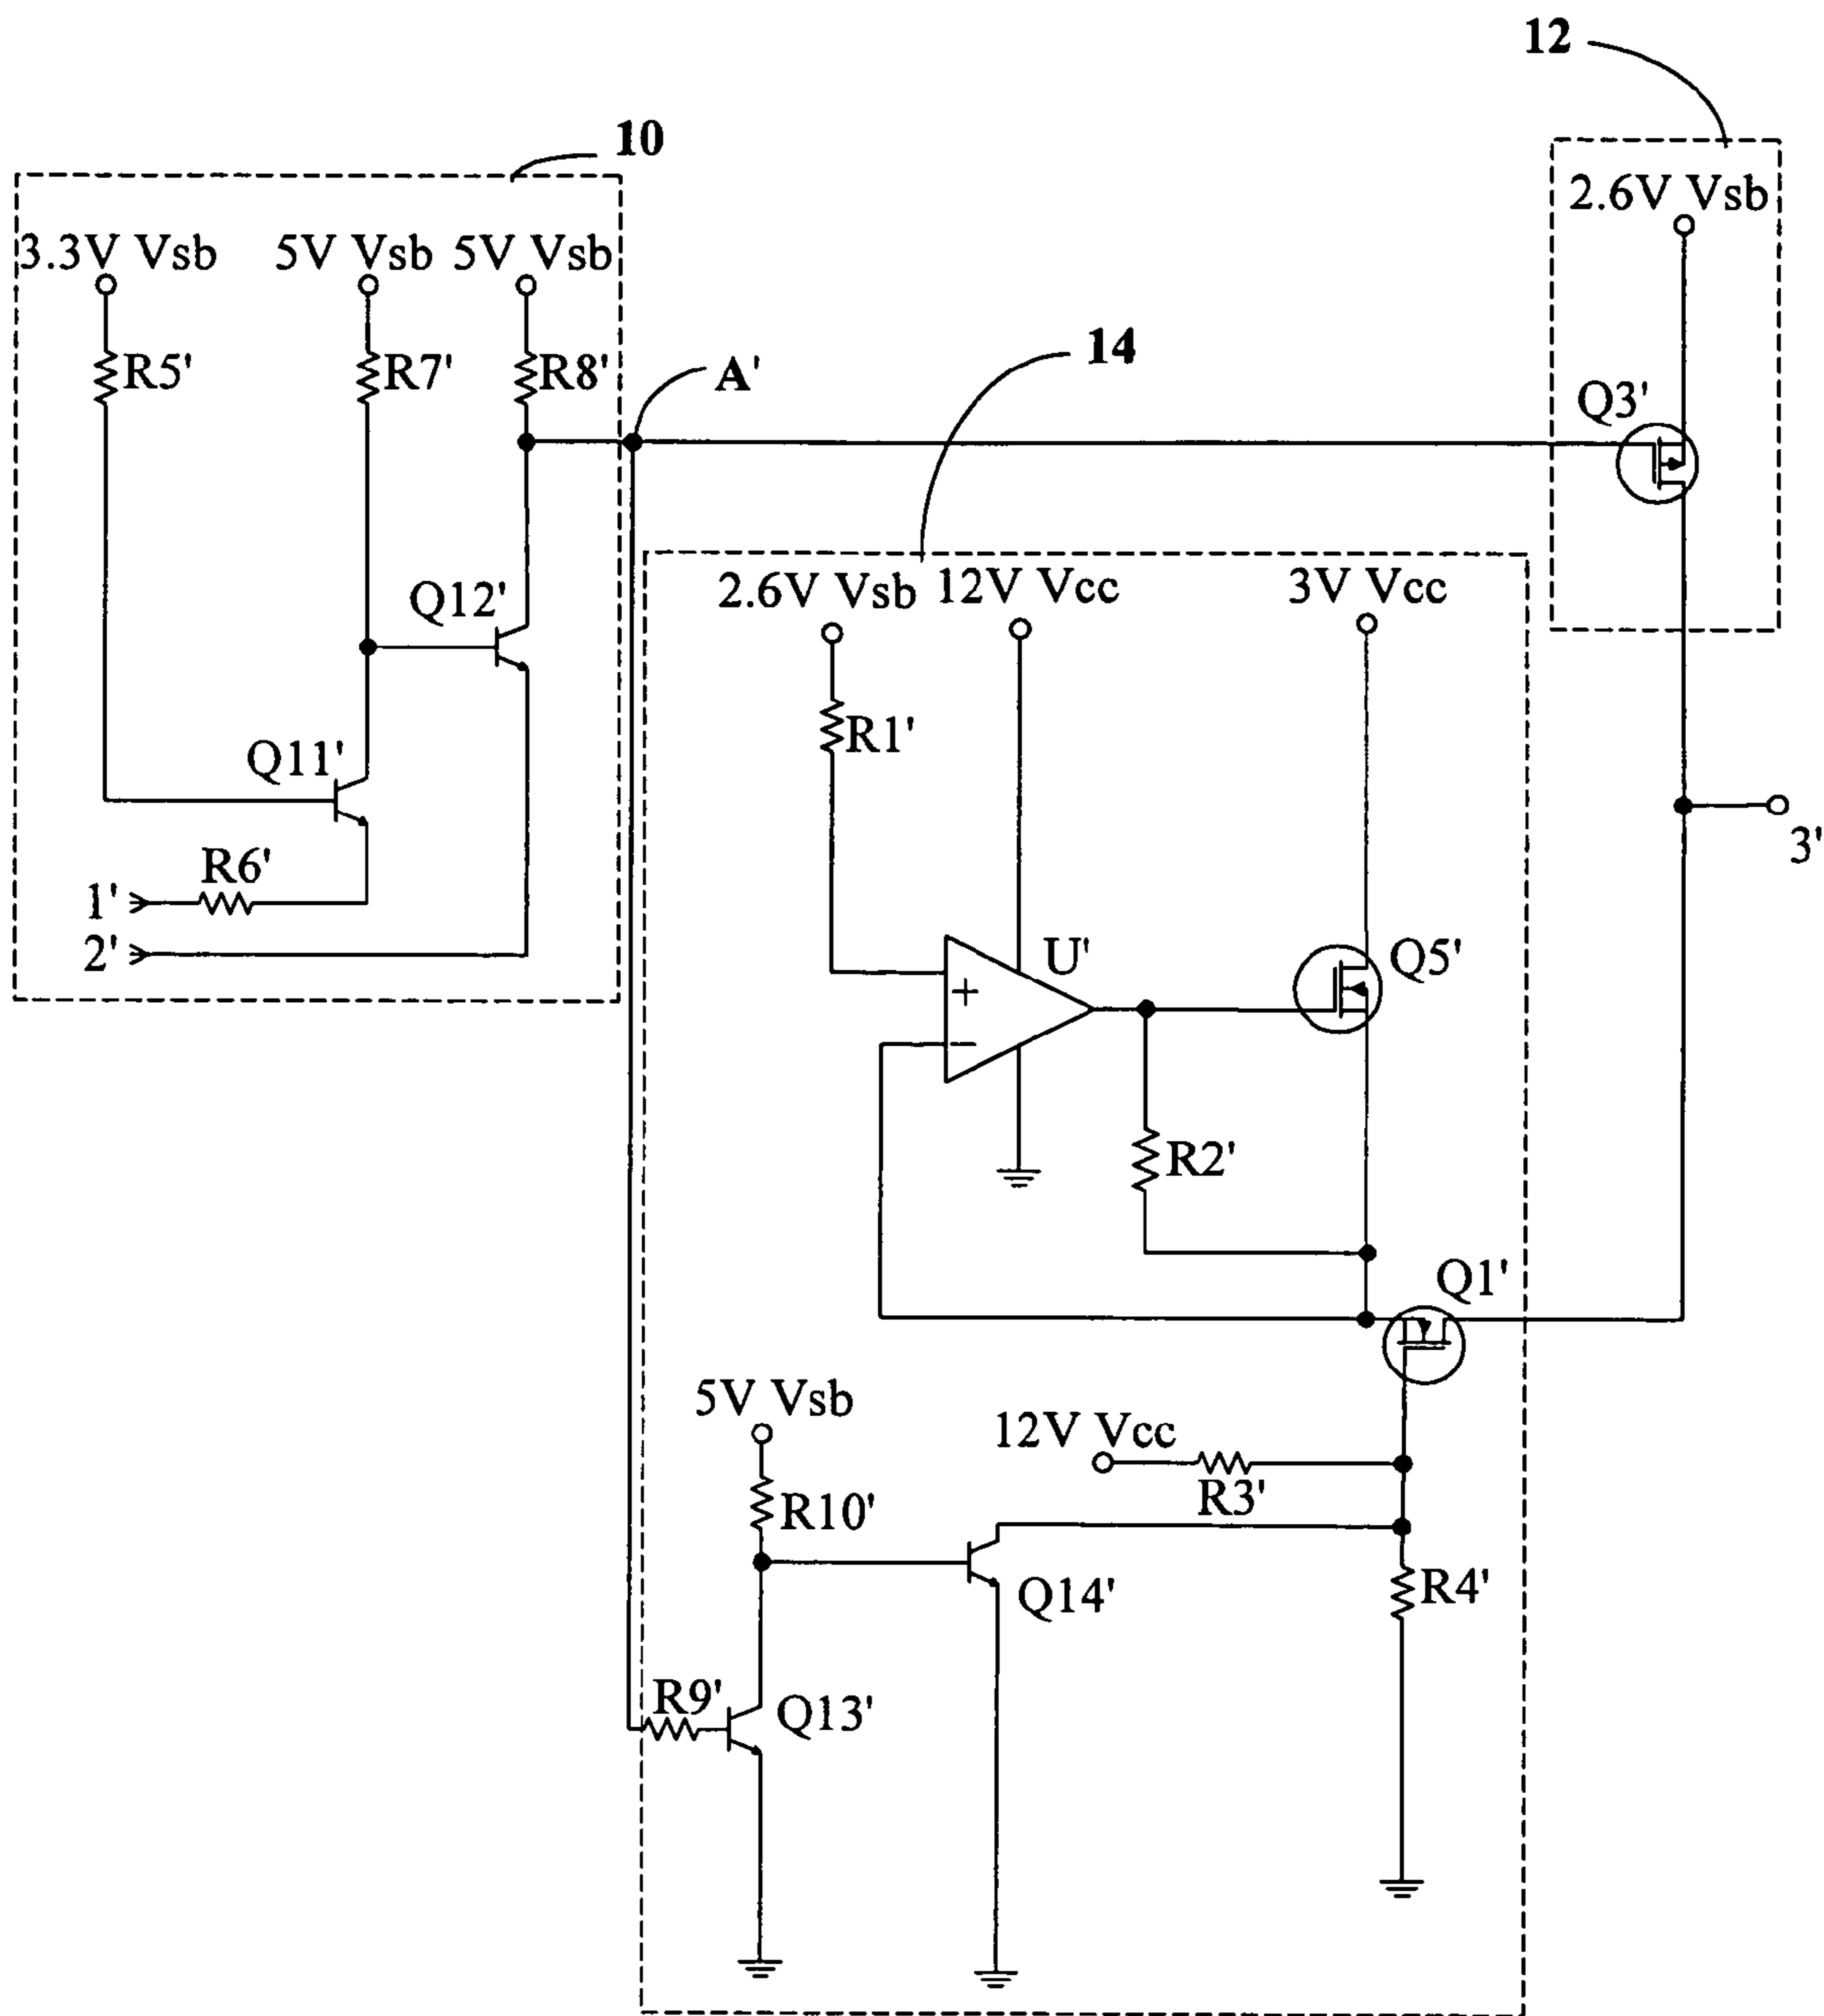 12
10
2.6V Vsb
3.3V Vsb 5V Vsb 5V Vsb
14
R5' R7' R8' A'
Q3'
2.6V Vsb 12V Vcc 3V Vcc
Q12'
R1'
Q11'
3'
R6'
1'
2'
U' Q5'
+
−
R2'
Q1'
5V Vsb
12V Vcc
R3'
R10'
Q14' R4'
R9' Q13'